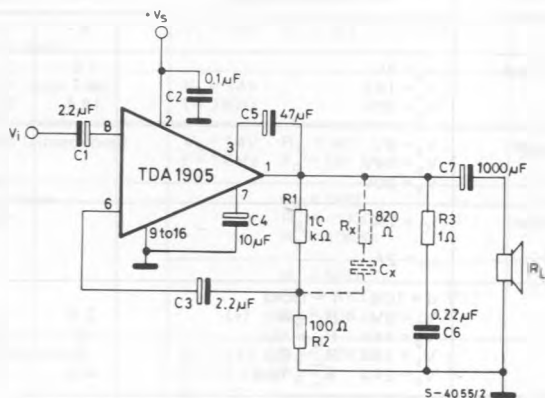 +Vs
2
C2
0,1µF
2.2µF
Vi
8
C1
C5
47µF
3
TDA1905
1
7
6
9 to 16
C4
10µF
R1
10
kΩ
Rx
820
Ω
Cx
R3
1Ω
C7
1000µF
RL
C3
2.2µF
100Ω
R2
0.22µF
C6
S-4055/2